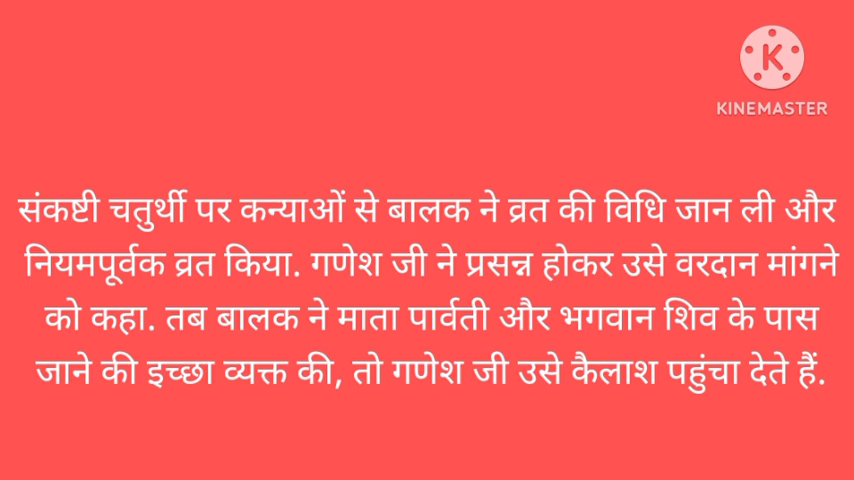 KINEMASTER
संकष्टी चतुर्थी पर कन्याओं से बालक ने व्रत की विधि जान ली और
नियमपूर्वक व्रत किया. गणेश जी ने प्रसन्न होकर उसे वरदान मांगने
को कहा. तब बालक ने माता पार्वती और भगवान शिव के पास
जाने की इच्छा व्यक्त की, तो गणेश जी उसे कैलाश पहुंचा देते हैं.